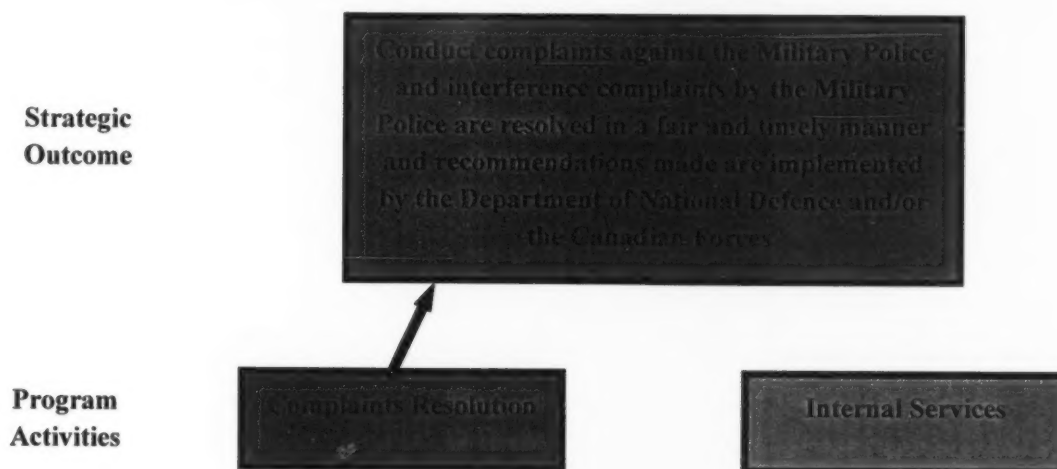 Strategic
Outcome
Conduct complaints against the Military Police
and interference complaints by the Military
Police are resolved in a fair and timely manner
and recommendations made are implemented
by the Department of National Defence and/or
the Canadian Forces
Program
Activities
Complaints Resolution
Internal Services